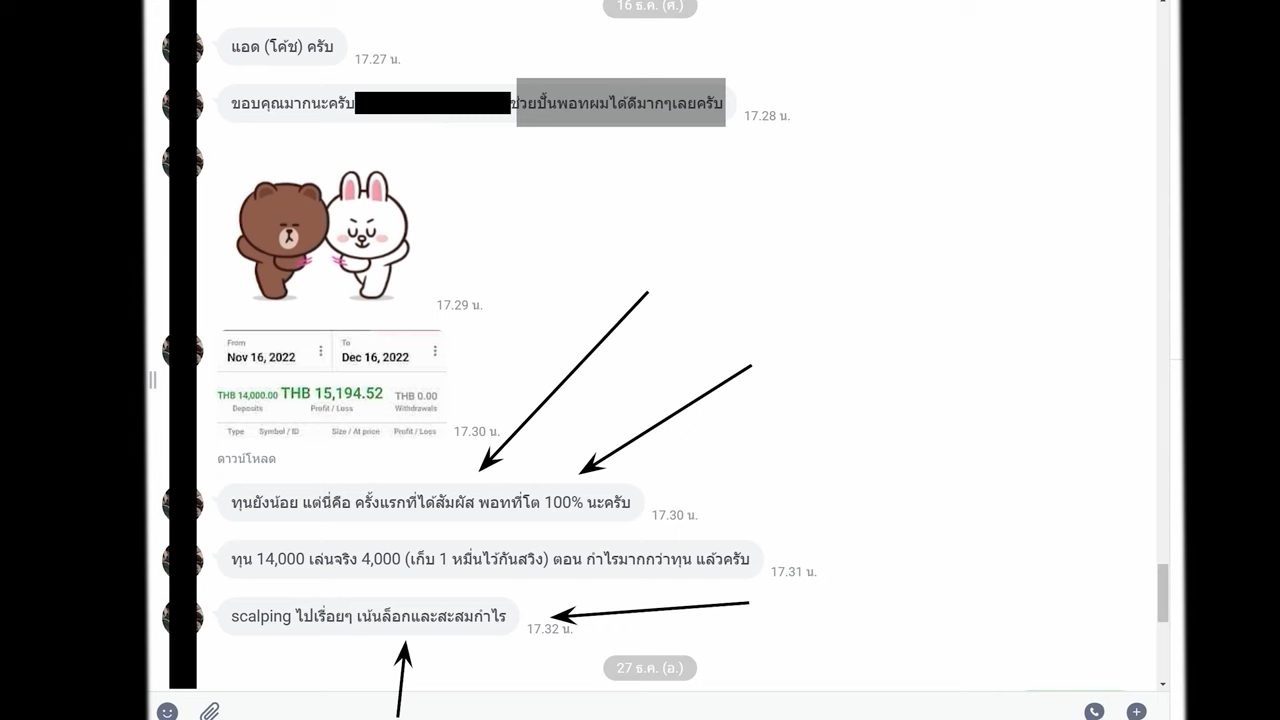 16 ธ.ค. (ศ.)
แอด (โค้ช) ครับ
17.27 น.
ขอบคุณมากนะครับ ช่วยปั้นพอทผมได้ดีมากๆเลยครับ
17.28 น.
17.29 น.
From To
Nov 16, 2022 Dec 16, 2022
THB 14,000.00 THB 15,194.52 THB 0.00
Deposits Profit / Loss Withdrawals
Type Symbol / ID Size / At price Profit / Loss
17.30 น.
ดาวน์โหลด
ทุนยังน้อย แต่นี่คือ ครั้งแรกที่ได้สัมผัส พอทที่โต 100% นะครับ
17.30 น.
ทุน 14,000 เล่นจริง 4,000 (เก็บ 1 หมื่นไว้กันสวิง) ตอน กำไรมากกว่าทุน แล้วครับ
17.31 น.
scalping ไปเรื่อยๆ เน้นล็อกและสะสมกำไร
17.32 น.
27 ธ.ค. (อ.)